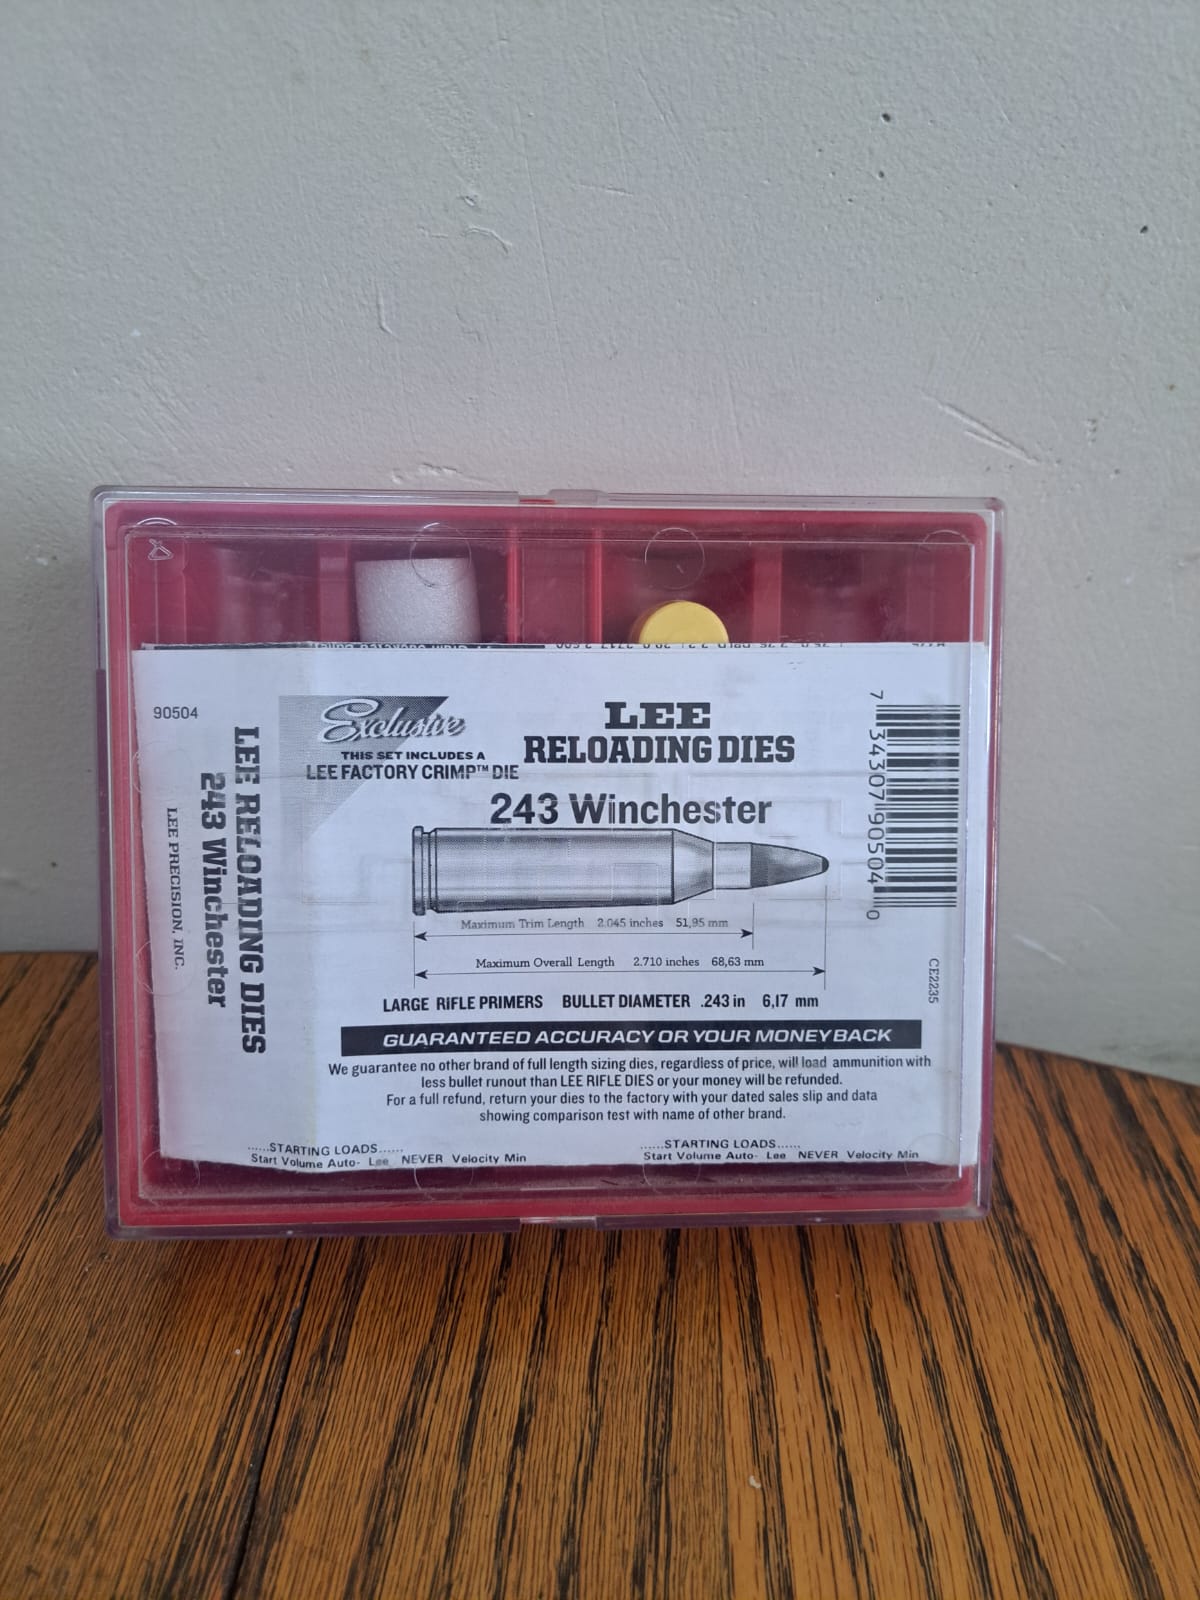 90504
LEE RELOADING DIES
243 Winchester
LEE PRECISION, INC.
Exclusive
THIS SET INCLUDES A
LEE FACTORY CRIMP™ DIE
LEE
RELOADING DIES
243 Winchester
Maximum Trim Length 2.045 inches 51,95 mm
Maximum Overall Length 2.710 inches 68,63 mm
LARGE RIFLE PRIMERS BULLET DIAMETER .243 in 6,17 mm
GUARANTEED ACCURACY OR YOUR MONEY BACK
We guarantee no other brand of full length sizing dies, regardless of price, will load ammunition with
less bullet runout than LEE RIFLE DIES or your money will be refunded.
For a full refund, return your dies to the factory with your dated sales slip and data
showing comparison test with name of other brand.
......STARTING LOADS......
Start Volume Auto- Lee NEVER Velocity Min
......STARTING LOADS......
Start Volume Auto- Lee NEVER Velocity Min
7 34307 90504 0
CE2235